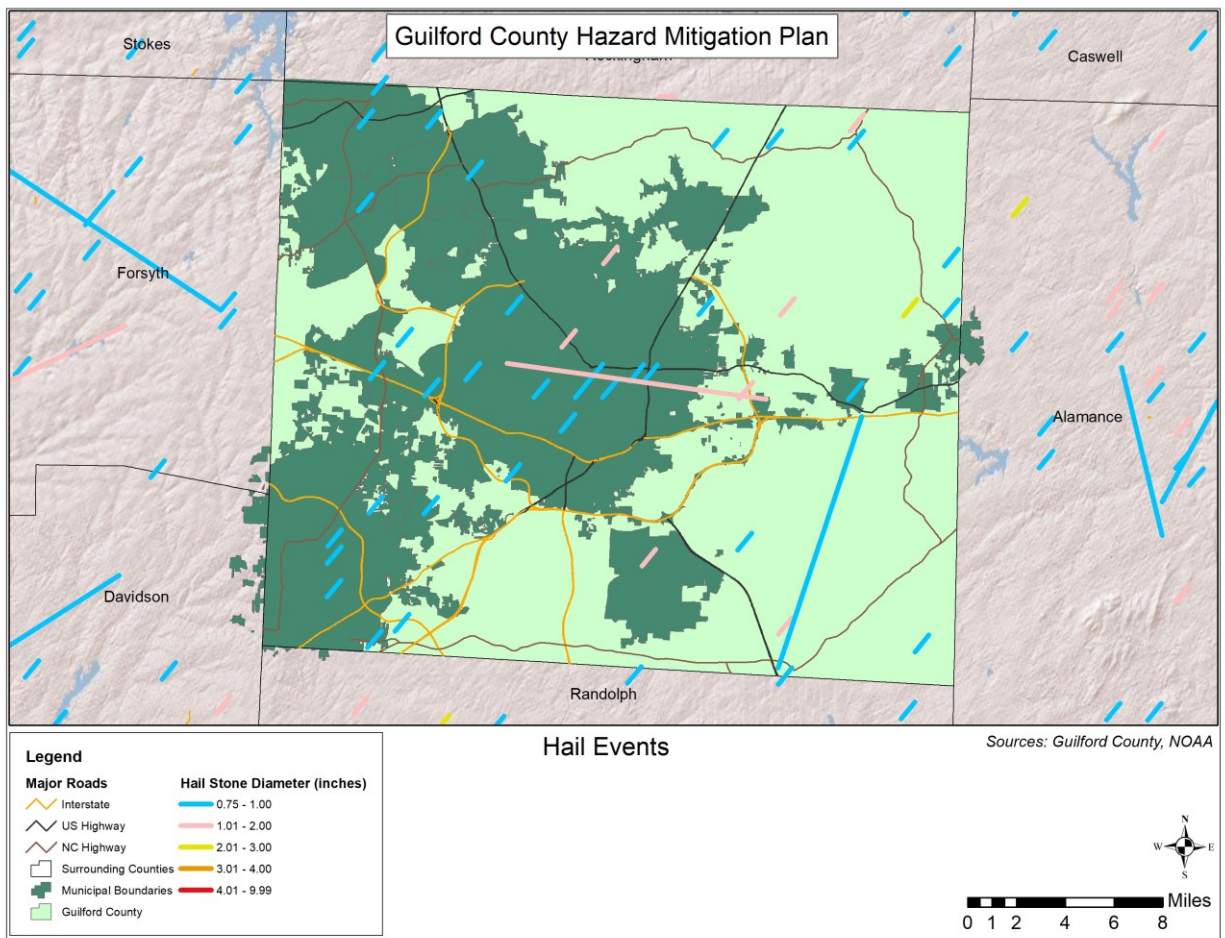 Guilford County Hazard Mitigation Plan
Stokes
Rockingham
Caswell
Forsyth
Alamance
Davidson
Randolph
Hail Events
Sources: Guilford County, NOAA
Legend
Major Roads
Interstate
US Highway
NC Highway
Surrounding Counties
Municipal Boundaries
Guilford County
Hail Stone Diameter (inches)
0.75 - 1.00
1.01 - 2.00
2.01 - 3.00
3.01 - 4.00
4.01 - 9.99
N
W E
S
Miles
0 1 2 4 6 8